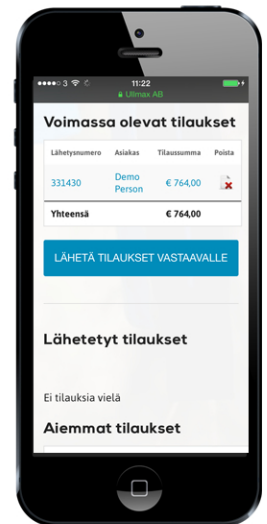 3 11:22
Ullmax AB
Voimassa olevat tilaukset
Lähetysnumero Asiakas Tilaussumma Poista
331430 Demo Person € 764,00
Yhteensä € 764,00
LÄHETÄ TILAUKSET VASTAAVALLE
Lähetetyt tilaukset
Ei tilauksia vielä
Aiemmat tilaukset